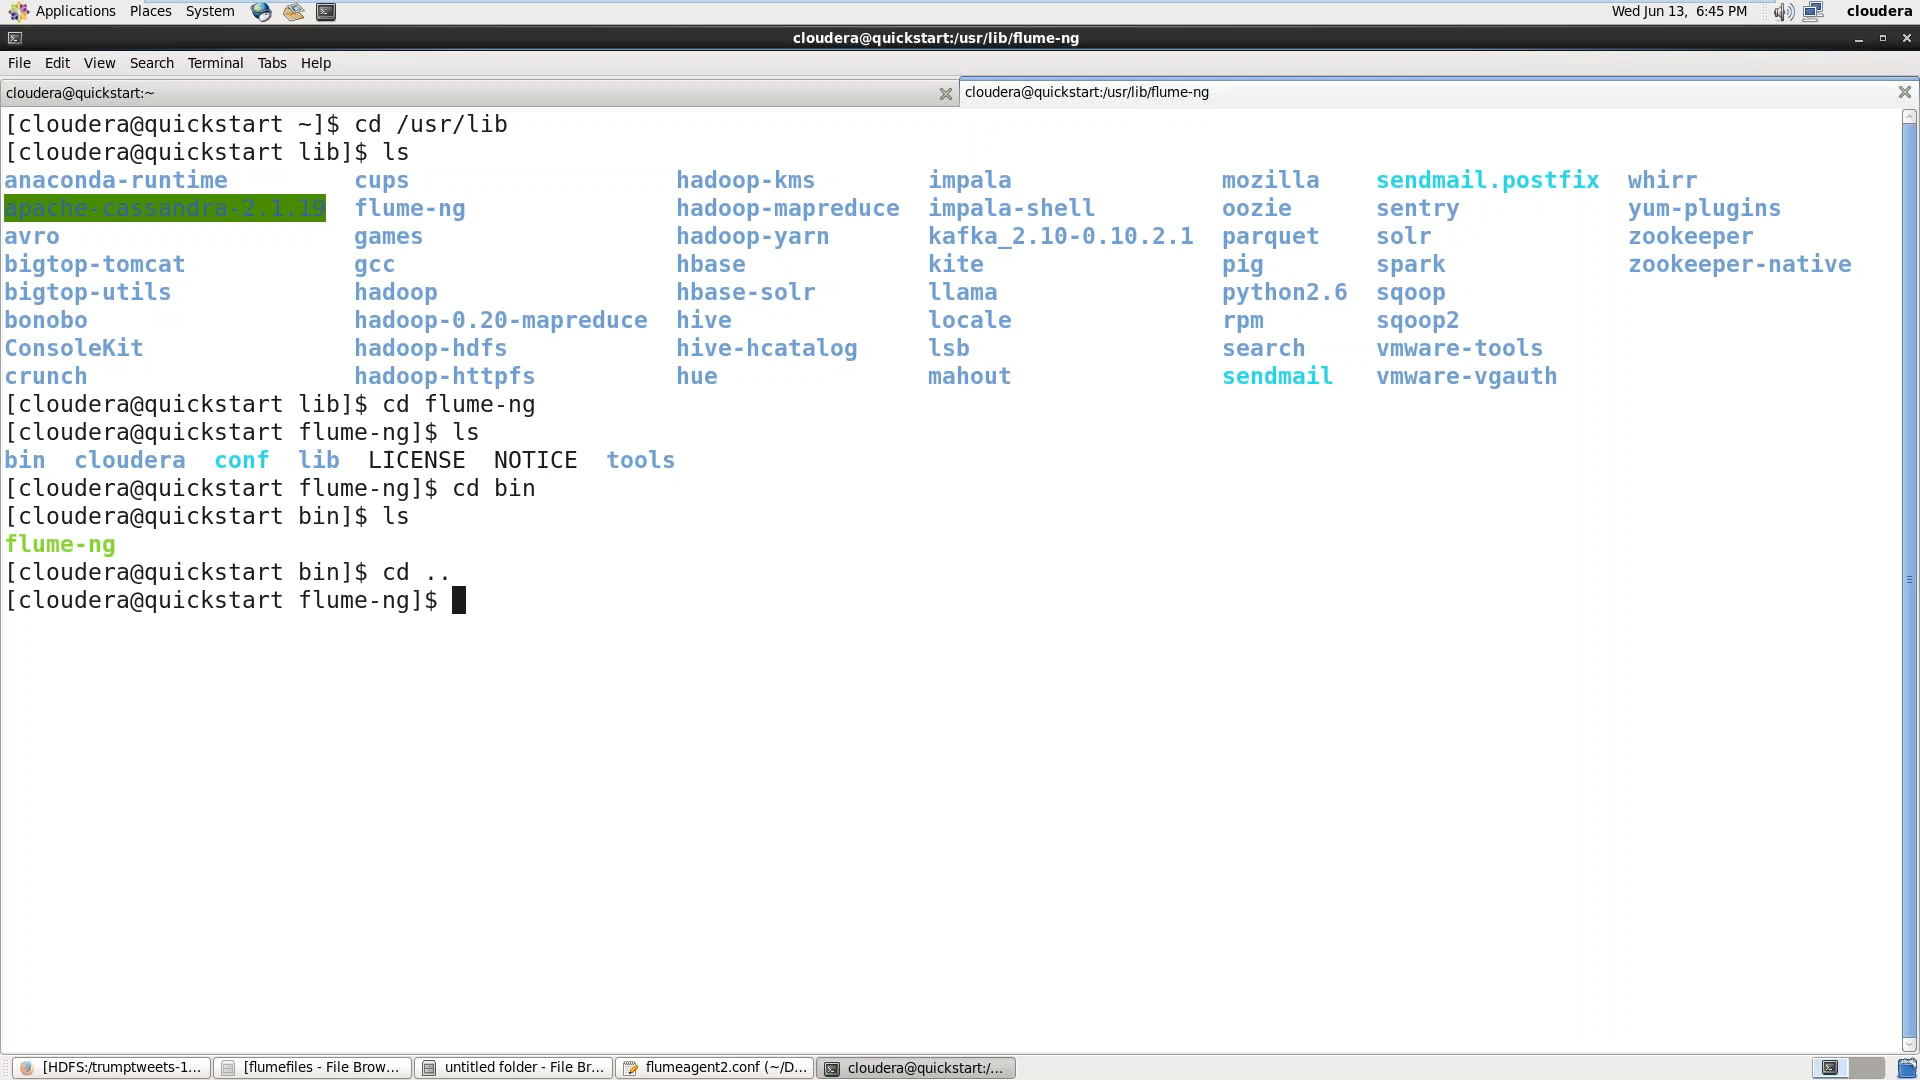 Applications Places System Wed Jun 13, 6:45 PM cloudera
cloudera@quickstart:/usr/lib/flume-ng
File Edit View Search Terminal Tabs Help
cloudera@quickstart:~ cloudera@quickstart:/usr/lib/flume-ng
[cloudera@quickstart ~]$ cd /usr/lib
[cloudera@quickstart lib]$ ls
anaconda-runtime cups hadoop-kms impala mozilla sendmail.postfix whirr
apache-cassandra-2.1.19 flume-ng hadoop-mapreduce impala-shell oozie sentry yum-plugins
avro games hadoop-yarn kafka_2.10-0.10.2.1 parquet solr zookeeper
bigtop-tomcat gcc hbase kite pig spark zookeeper-native
bigtop-utils hadoop hbase-solr llama python2.6 sqoop
bonobo hadoop-0.20-mapreduce hive locale rpm sqoop2
ConsoleKit hadoop-hdfs hive-hcatalog lsb search vmware-tools
crunch hadoop-httpfs hue mahout sendmail vmware-vgauth
[cloudera@quickstart lib]$ cd flume-ng
[cloudera@quickstart flume-ng]$ ls
bin cloudera conf lib LICENSE NOTICE tools
[cloudera@quickstart flume-ng]$ cd bin
[cloudera@quickstart bin]$ ls
flume-ng
[cloudera@quickstart bin]$ cd ..
[cloudera@quickstart flume-ng]$
[HDFS:/trumptweets-1... [flumefiles - File Brow... untitled folder - File Br... flumeagent2.conf (~/D... cloudera@quickstart:/...